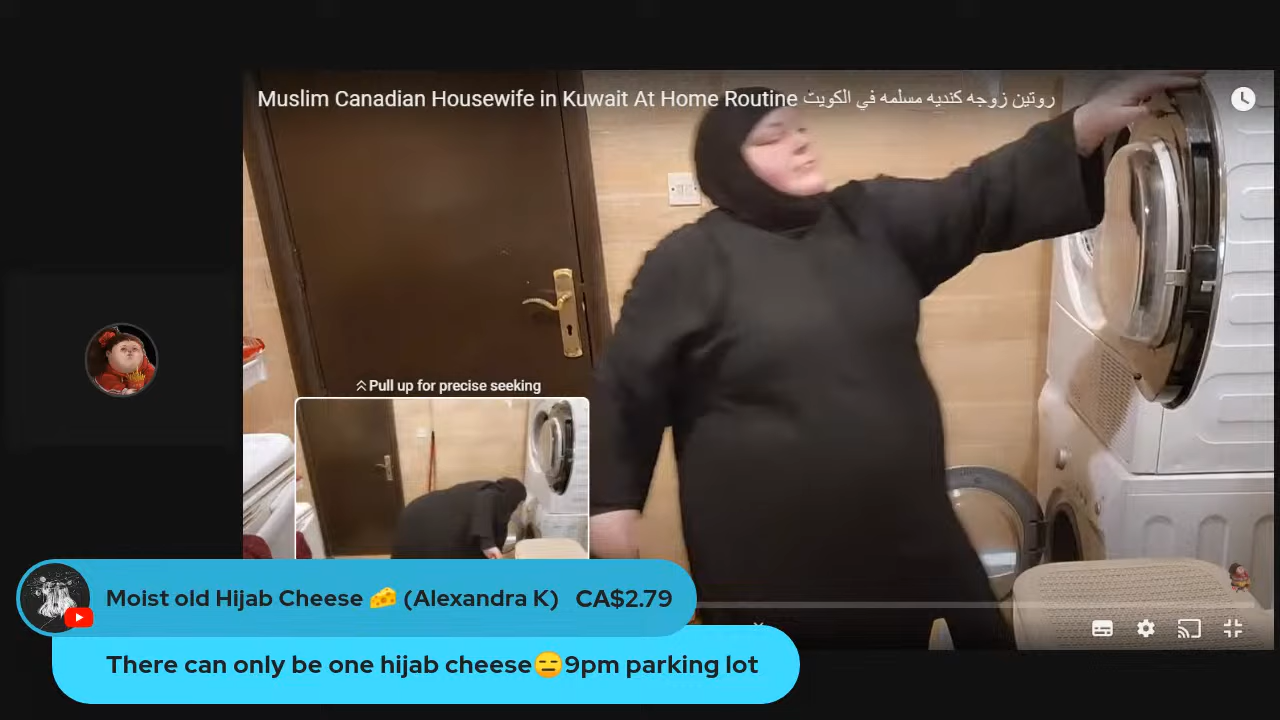 Muslim Canadian Housewife in Kuwait At Home Routine روتين زوجه كنديه مسلمه في الكويت
Pull up for precise seeking
Moist old Hijab Cheese 🧀 (Alexandra K) CA$2.79
There can only be one hijab cheese😑9pm parking lot